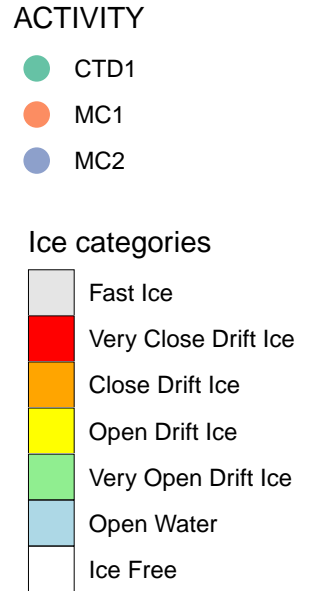 ACTIVITY
CTD1
MC1
MC2
Ice categories
Fast Ice
Very Close Drift Ice
Close Drift Ice
Open Drift Ice
Very Open Drift Ice
Open Water
Ice Free